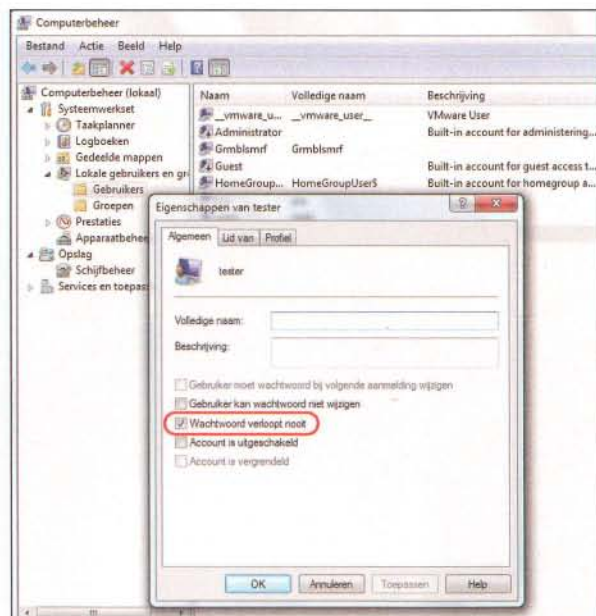 Computerbeheer
Bestand Actie Beeld Help
Computerbeheer (lokaal)
Systeemwerkset
Taakplanner
Logboeken
Gedeelde mappen
Lokale gebruikers en gr
Gebruikers
Groepen
Prestaties
Apparaatbehee
Opslag
Schijfbeheer
Services en toepas
Naam Volledige naam Beschrijving
__vmware_u... __vmware_user__ VMware User
Administrator Built-in account for administering...
Grmblsmrf Grmblsmrf
Guest Built-in account for guest access t...
HomeGroup... HomeGroupUser$ Built-in account for homegroup a...
Eigenschappen van tester
Algemeen Lid van Profiel
tester
Volledige naam:
Beschrijving:
Gebruiker moet wachtwoord bij volgende aanmelding wijzigen
Gebruiker kan wachtwoord niet wijzigen
Wachtwoord verloopt nooit
Account is uitgeschakeld
Account is vergrendeld
OK Annuleren Toepassen Help